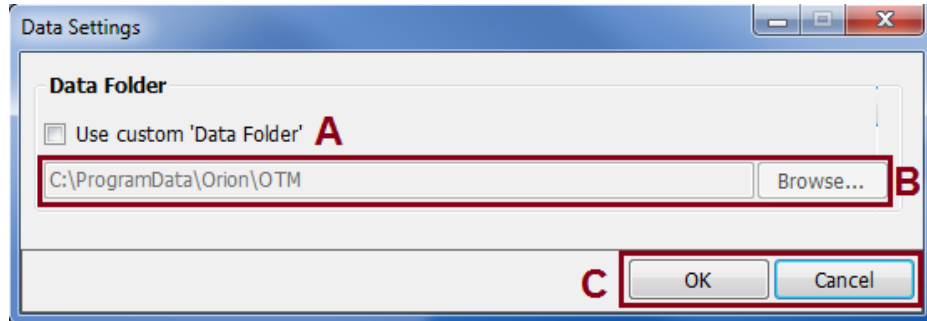 Data Settings
Data Folder
Use custom 'Data Folder' A
C:\ProgramData\Orion\OTM Browse... B
C OK Cancel